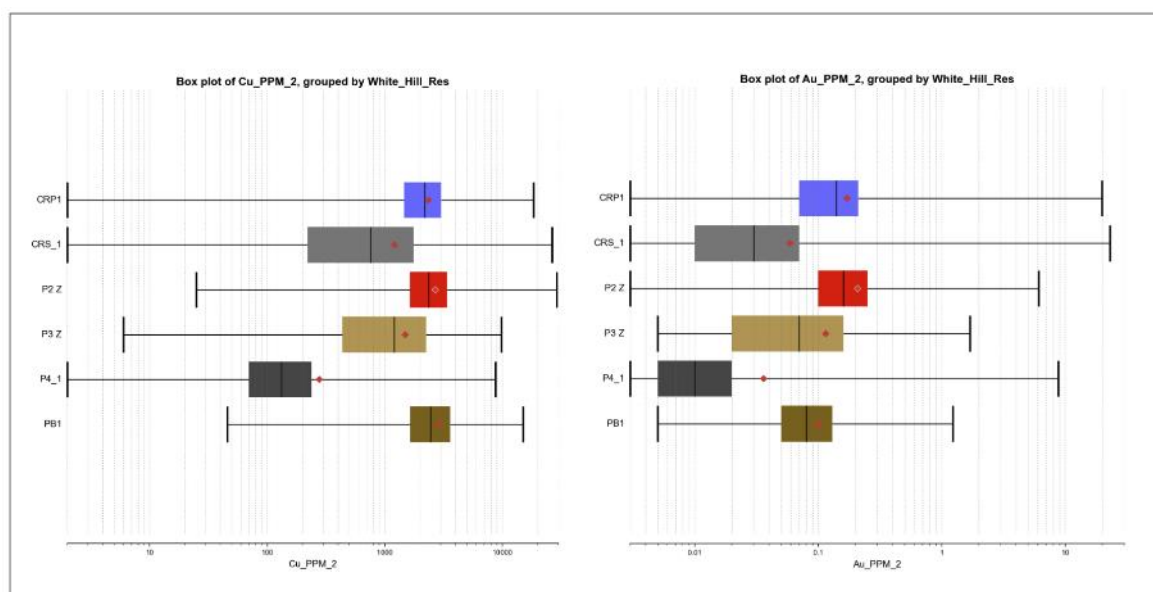 Box plot of Cu_PPM_2, grouped by White_Hill_Res
CRP1
CRS_1
P2 Z
P3 Z
P4_1
PB1
10 100 1000 10000
Cu_PPM_2
Box plot of Au_PPM_2, grouped by White_Hill_Res
CRP1
CRS_1
P2 Z
P3 Z
P4_1
PB1
0.01 0.1 1 10
Au_PPM_2